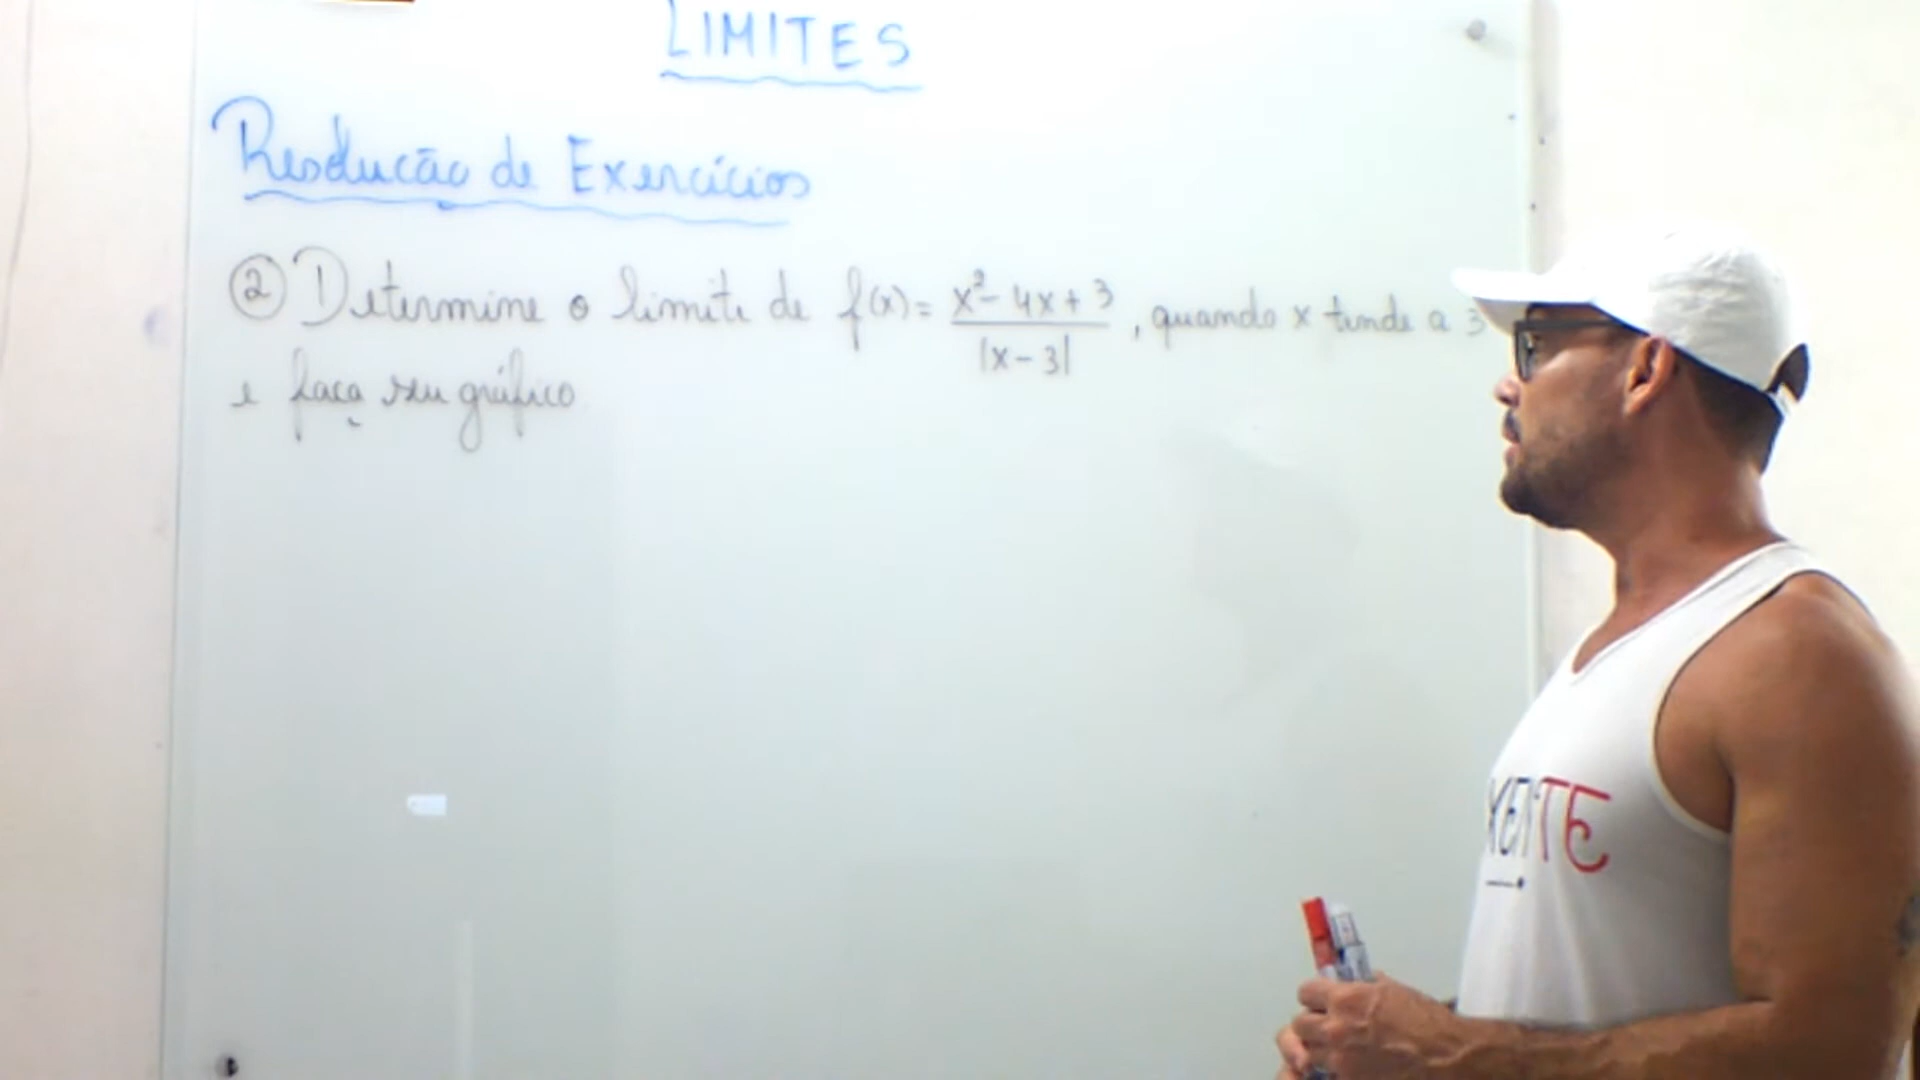 LIMITES
Resolução de Exercícios
② Determine o limite de f(x) = x² - 4x + 3 / |x - 3| , quando x tende a 3
e faça seu gráfico